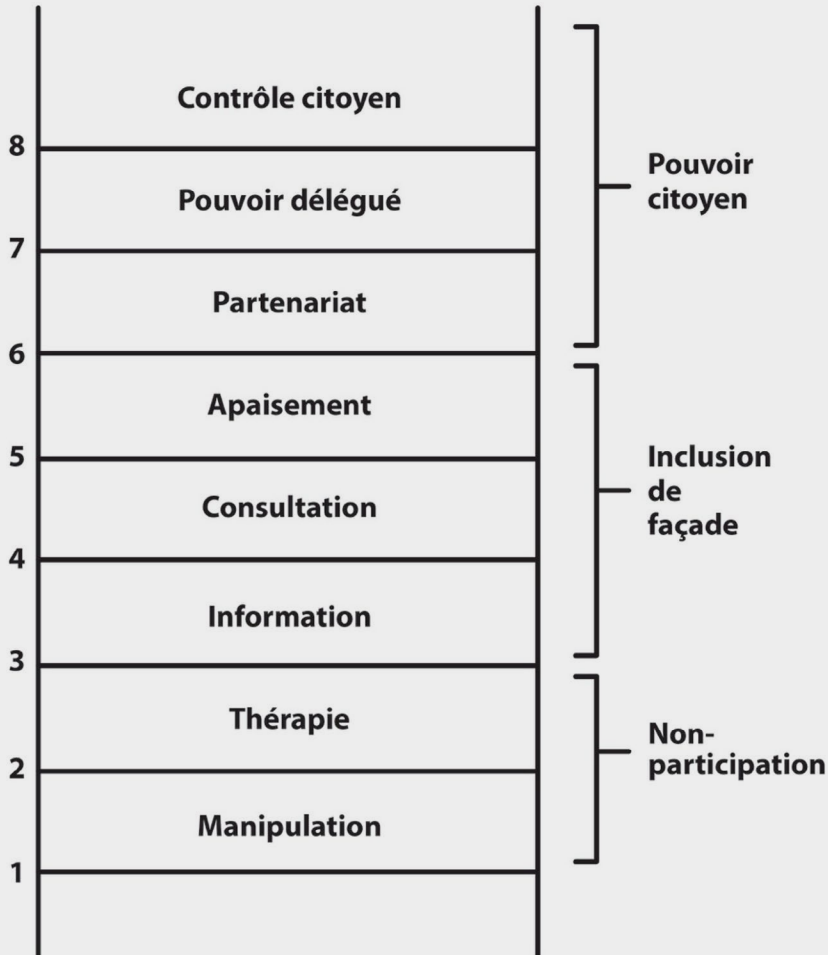 Contrôle citoyen
8
Pouvoir délégué
7
Partenariat
6
Apaisement
5
Consultation
4
Information
3
Thérapie
2
Manipulation
1
Pouvoir
citoyen
Inclusion
de
façade
Non-
participation